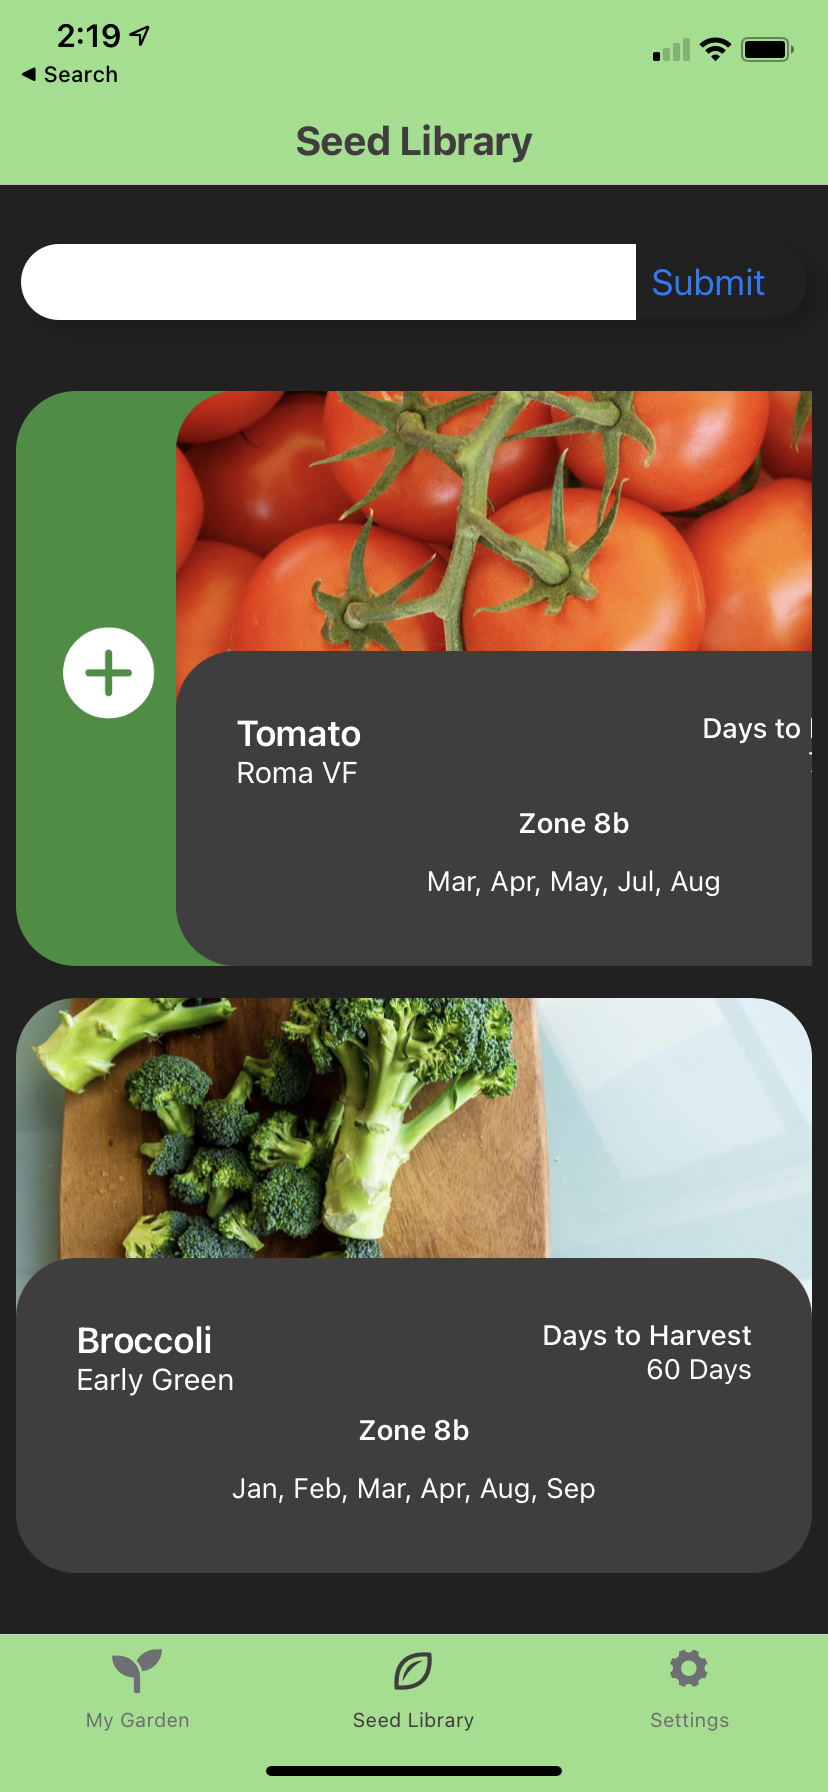 2:19
Search
Seed Library
Submit
Tomato
Days to
Roma VF
Zone 8b
Mar, Apr, May, Jul, Aug
Broccoli
Days to Harvest
Early Green
60 Days
Zone 8b
Jan, Feb, Mar, Apr, Aug, Sep
My Garden
Seed Library
Settings